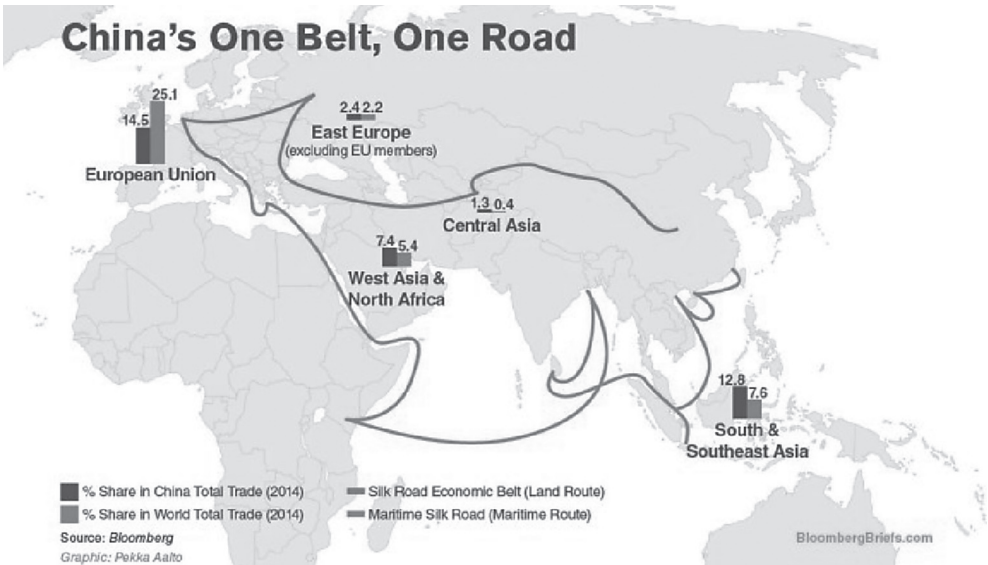 China's One Belt, One Road
25.1
14.5
European Union
2.4 2.2
East Europe
(excluding EU members)
1.3 0.4
Central Asia
7.4 5.4
West Asia &
North Africa
12.8
7.6
South &
Southeast Asia
% Share in China Total Trade (2014)
% Share in World Total Trade (2014)
Silk Road Economic Belt (Land Route)
Maritime Silk Road (Maritime Route)
Source: Bloomberg
Graphic: Pekka Aalto
BloombergBriefs.com